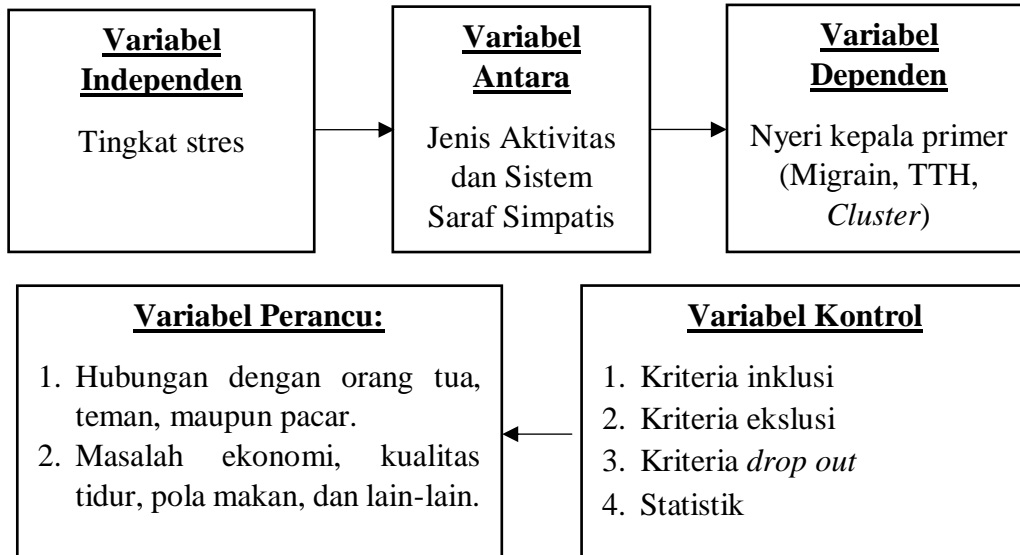 Variabel
Independen
Tingkat stres
Variabel
Antara
Jenis Aktivitas
dan Sistem
Saraf Simpatis
Variabel
Dependen
Nyeri kepala primer
(Migrain, TTH,
Cluster)
Variabel Perancu:
1. Hubungan dengan orang tua,
teman, maupun pacar.
2. Masalah ekonomi, kualitas
tidur, pola makan, dan lain-lain.
Variabel Kontrol
1. Kriteria inklusi
2. Kriteria ekslusi
3. Kriteria drop out
4. Statistik